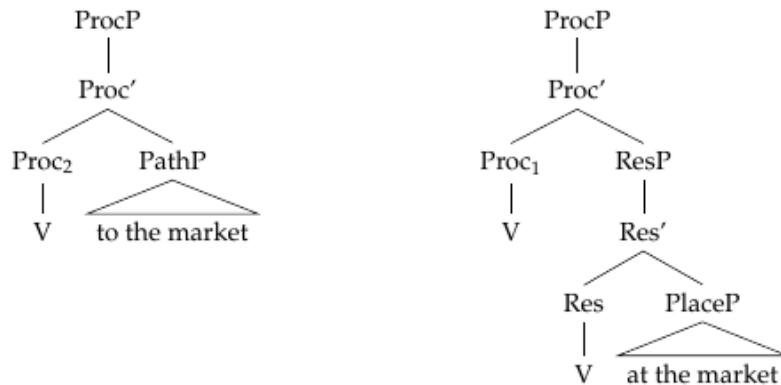 ProcP ProcP
Proc′ Proc′
Proc₂ PathP Proc₁ ResP
V to the market V Res′
Res PlaceP
V at the market